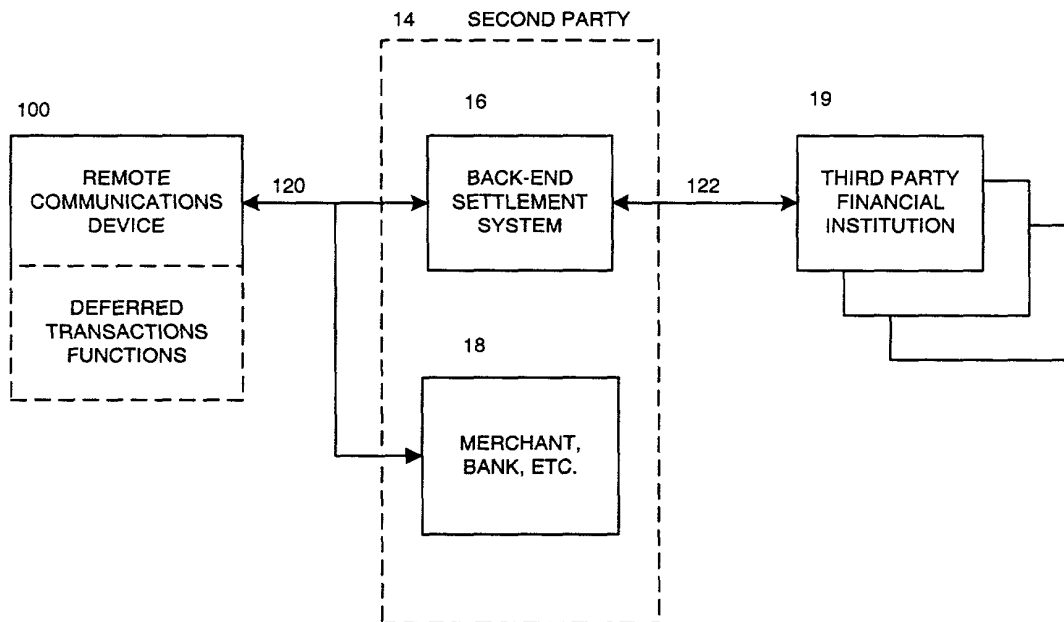 14 SECOND PARTY
100
16
19
REMOTE
COMMUNICATIONS
DEVICE
120
BACK-END
SETTLEMENT
SYSTEM
122
THIRD PARTY
FINANCIAL
INSTITUTION
DEFERRED
TRANSACTIONS
FUNCTIONS
18
MERCHANT,
BANK, ETC.